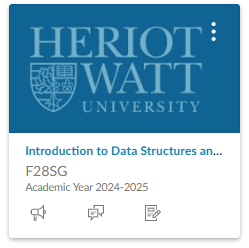 HERIOT
WATT
UNIVERSITY
Introduction to Data Structures an...
F28SG
Academic Year 2024-2025